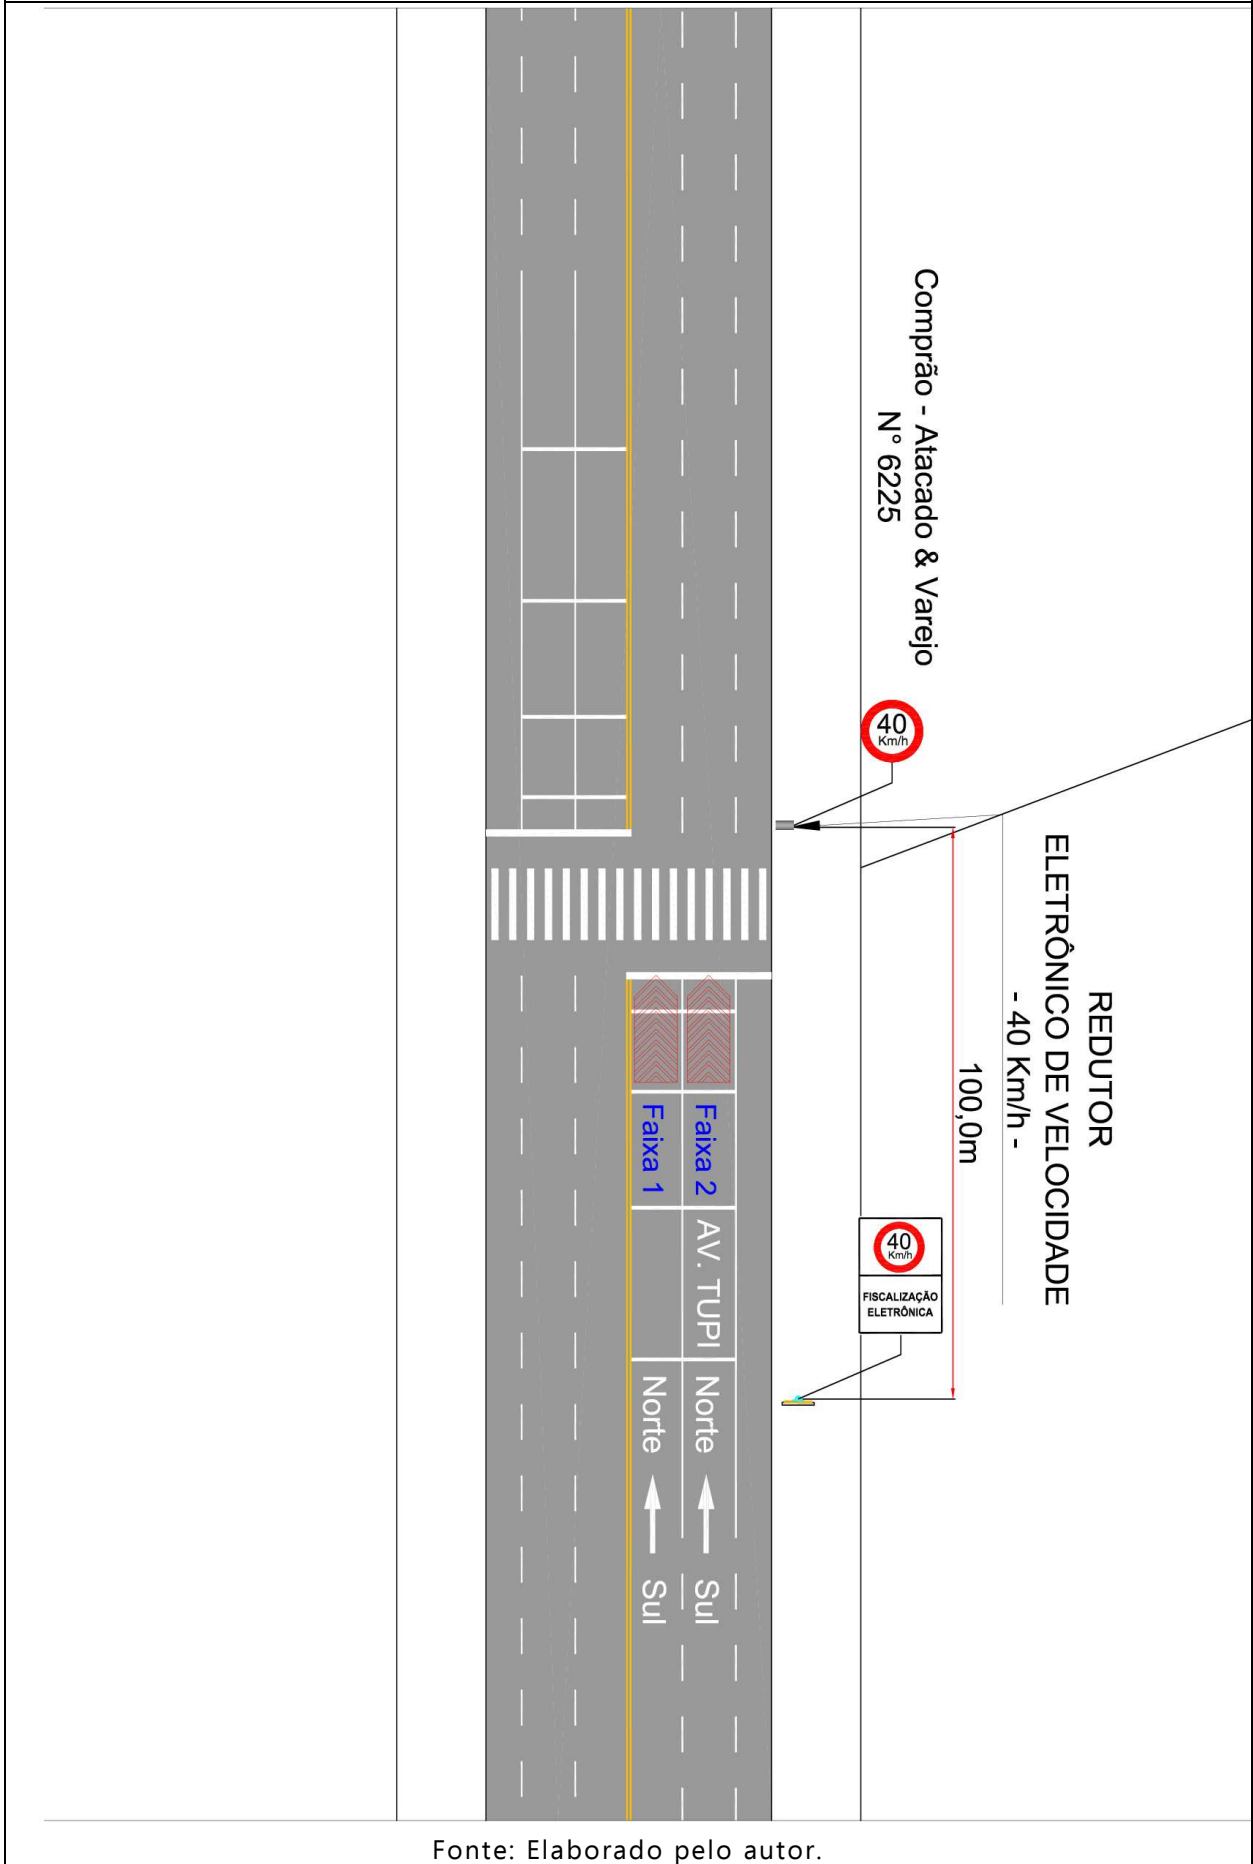 Comprão - Atacado & Varejo
N° 6225
40
Km/h
REDUTOR
ELETRÔNICO DE VELOCIDADE
- 40 Km/h -
100,0m
Faixa 2
Faixa 1
AV. TUPI
40
Km/h
FISCALIZAÇÃO
ELETRÔNICA
Norte
Sul
Norte
Sul
Fonte: Elaborado pelo autor.